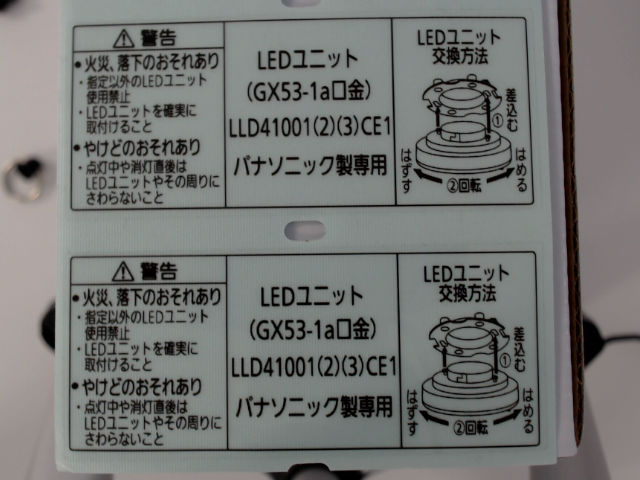 警告
・火災、落下のおそれあり
・指定以外のLEDユニット
使用禁止
・LEDユニットを確実に
取付けること
・やけどのおそれあり
・点灯中や消灯直後は
LEDユニットやその周りに
さわらないこと
LEDユニット
(GX53-1a口金)
LLD41001(2)(3)CE1
パナソニック製専用
LEDユニット
交換方法
差込む
①
はずす
はめる
②回転
警告
・火災、落下のおそれあり
・指定以外のLEDユニット
使用禁止
・LEDユニットを確実に
取付けること
・やけどのおそれあり
・点灯中や消灯直後は
LEDユニットやその周りに
さわらないこと
LEDユニット
(GX53-1a口金)
LLD41001(2)(3)CE1
パナソニック製専用
LEDユニット
交換方法
差込む
①
はずす
はめる
②回転